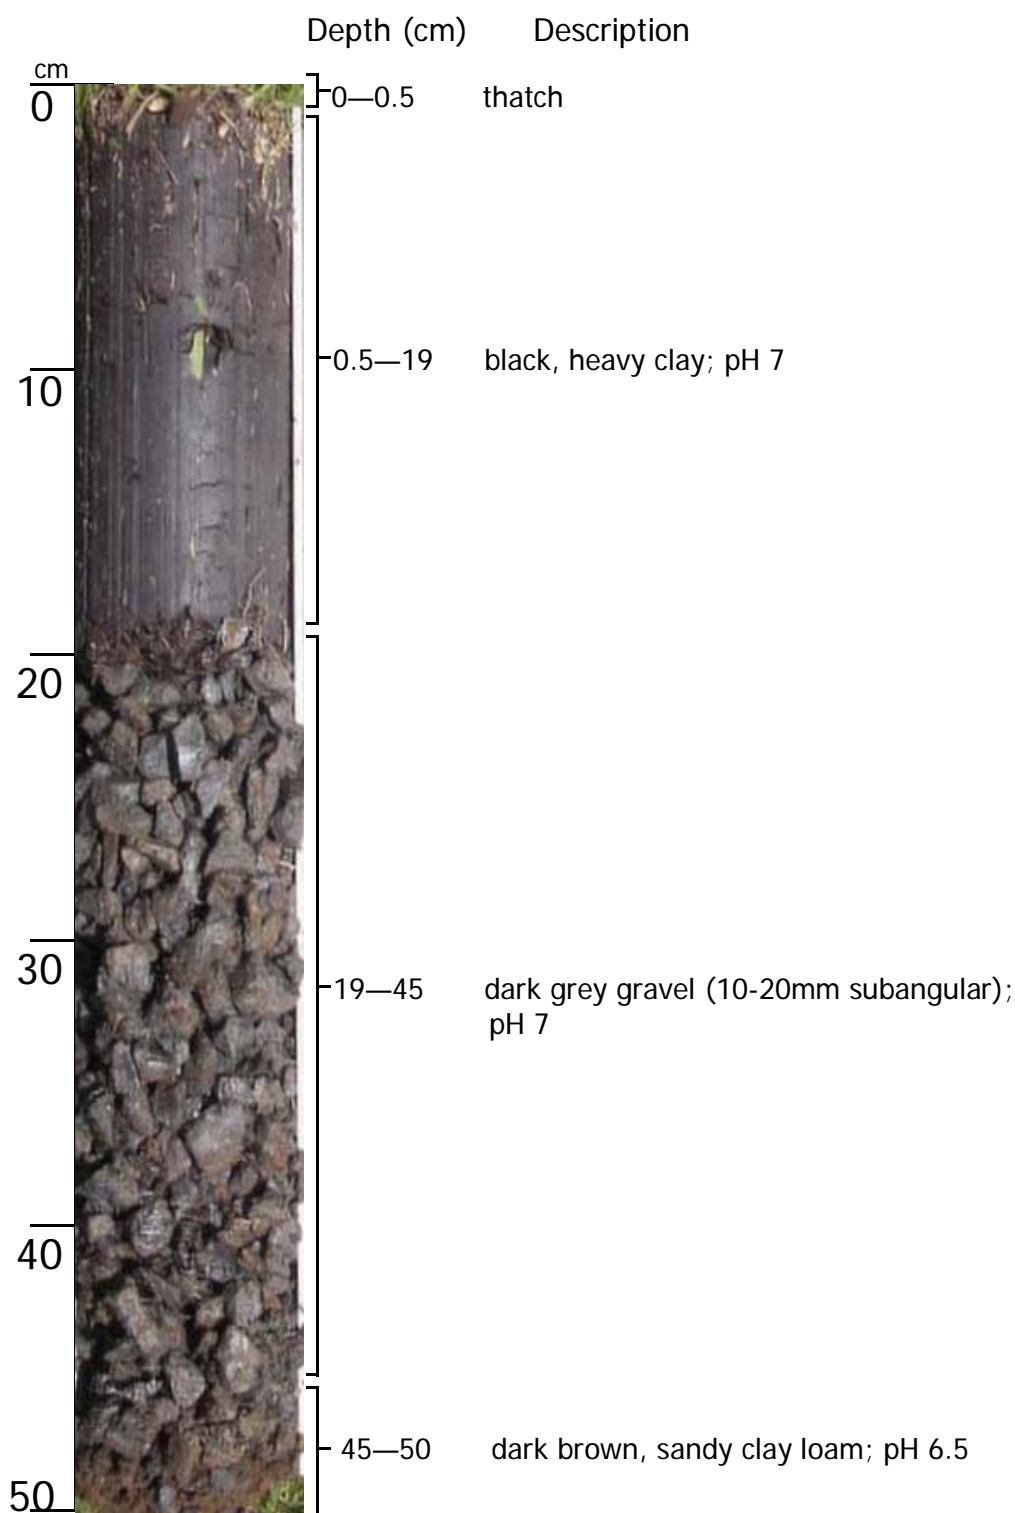 Depth (cm) Description
cm
0
0—0.5 thatch
0.5—19 black, heavy clay; pH 7
10
20
30
19—45 dark grey gravel (10-20mm subangular);
pH 7
40
45—50 dark brown, sandy clay loam; pH 6.5
50